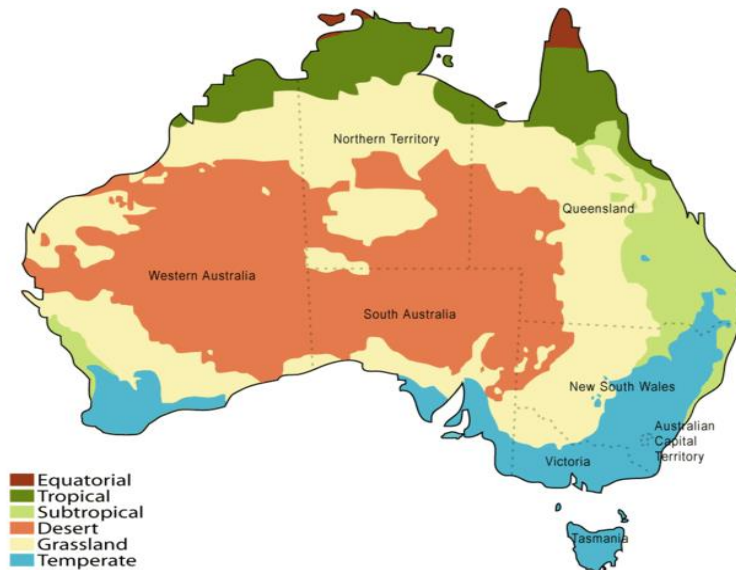 Northern Territory
Queensland
Western Australia
South Australia
New South Wales
Australian
Capital
Territory
Victoria
Tasmania
Equatorial
Tropical
Subtropical
Desert
Grassland
Temperate